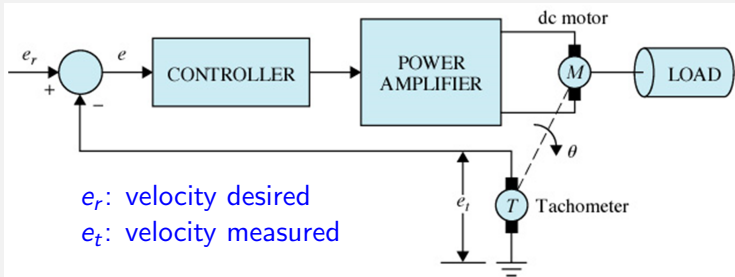 dc motor
e_r
e
+
−
CONTROLLER
POWER
AMPLIFIER
M
LOAD
θ
e_t
T
Tachometer
e_r: velocity desired
e_t: velocity measured